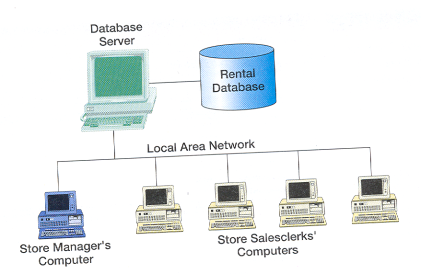 Database
Server
Rental
Database
Local Area Network
Store Manager's
Computer
Store Salesclerks'
Computers